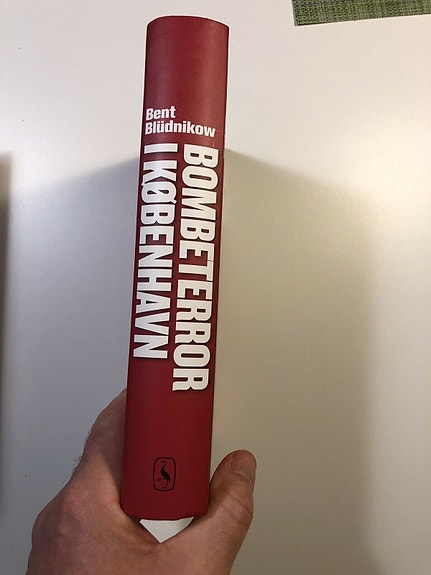 Bent
Blüdnikow
BOMBETERROR
I KØBENHAVN